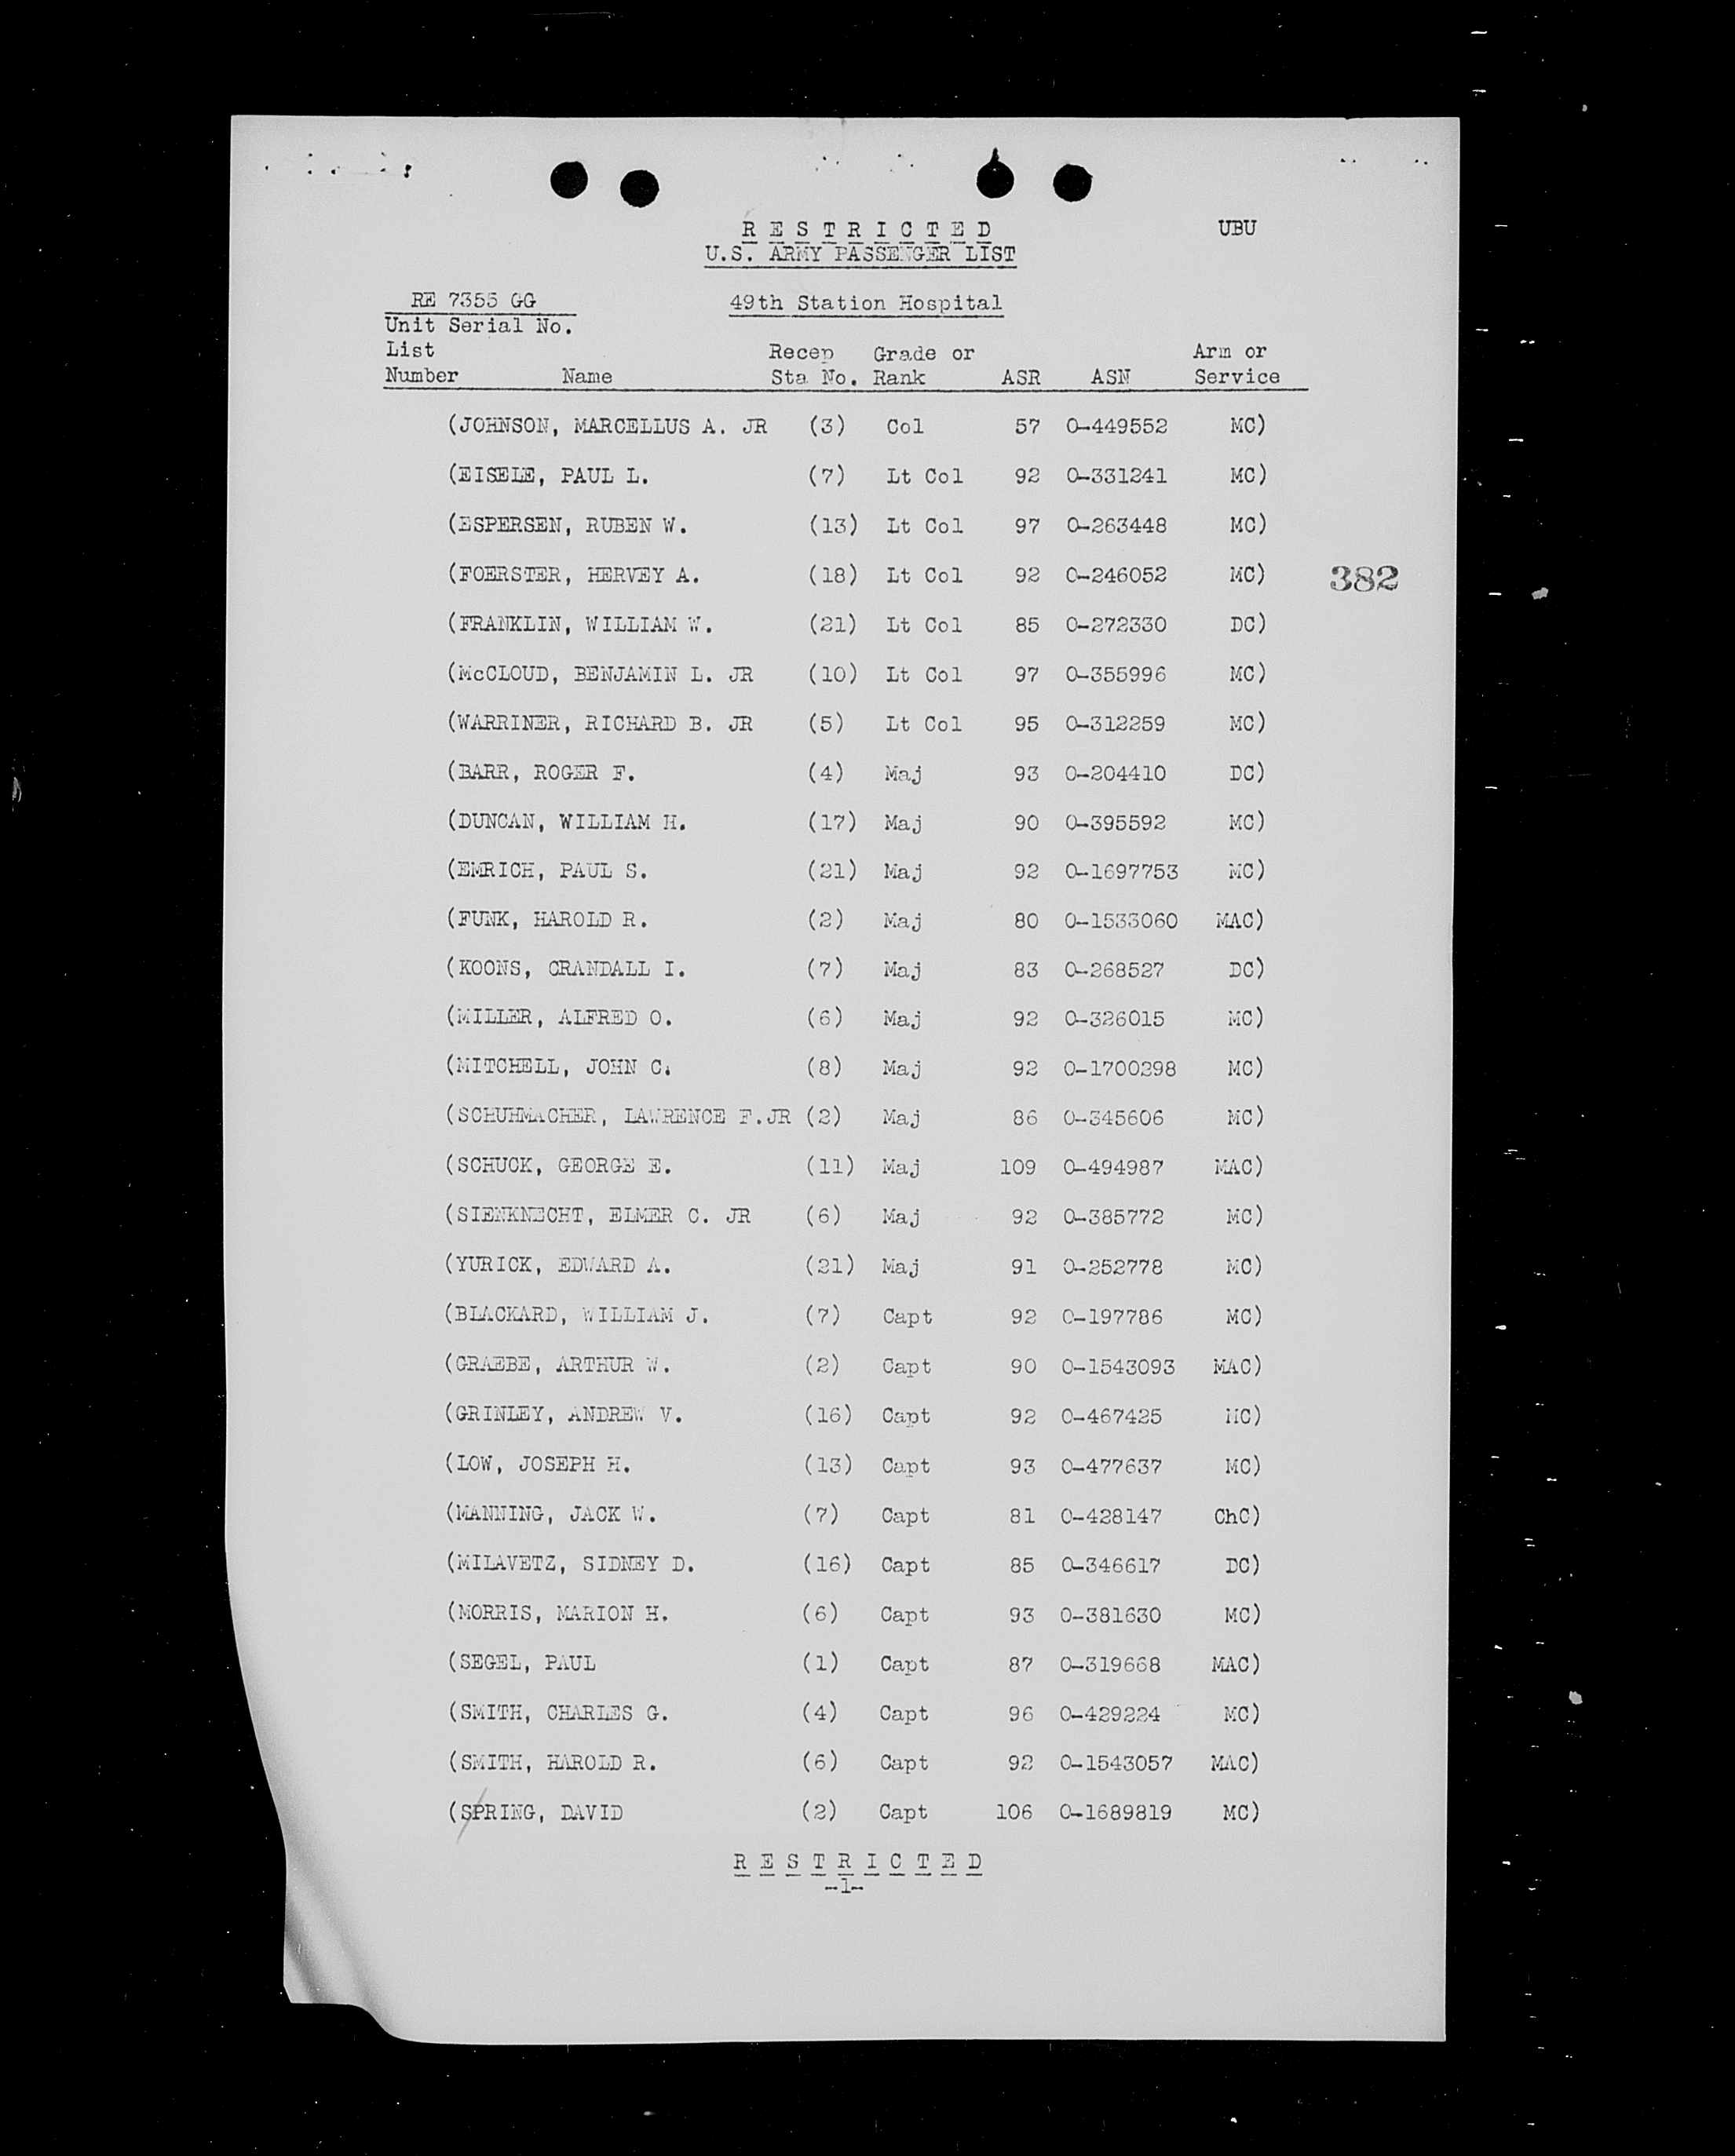 R E S T R I C T E D UBU
U.S. ARMY PASSENGER LIST
RE 7355 GG 49th Station Hospital
Unit Serial No.
List Recep Grade or Arm or
Number Name Sta No. Rank ASR ASN Service
(JOHNSON, MARCELLUS A. JR (3) Col 57 O-449552 MC)
(EISELE, PAUL L. (7) Lt Col 92 O-331241 MC)
(ESPERSEN, RUBEN W. (13) Lt Col 97 O-263448 MC)
(FOERSTER, HERVEY A. (18) Lt Col 92 O-246052 MC) 382
(FRANKLIN, WILLIAM W. (21) Lt Col 85 O-272330 DC)
(McCLOUD, BENJAMIN L. JR (10) Lt Col 97 O-355996 MC)
(WARRINER, RICHARD B. JR (5) Lt Col 95 O-312259 MC)
(BARR, ROGER F. (4) Maj 93 O-204410 DC)
(DUNCAN, WILLIAM H. (17) Maj 90 O-395592 MC)
(EMRICH, PAUL S. (21) Maj 92 O-1697753 MC)
(FUNK, HAROLD R. (2) Maj 80 O-1533060 MAC)
(KOONS, CRANDALL I. (7) Maj 83 O-268527 DC)
(MILLER, ALFRED O. (6) Maj 92 O-326015 MC)
(MITCHELL, JOHN C. (8) Maj 92 O-1700298 MC)
(SCHUHMACHER, LAWRENCE F.JR (2) Maj 86 O-345606 MC)
(SCHUCK, GEORGE E. (11) Maj 109 O-494987 MAC)
(SIENKNECHT, ELMER C. JR (6) Maj 92 O-385772 MC)
(YURICK, EDWARD A. (21) Maj 91 O-252778 MC)
(BLACKARD, WILLIAM J. (7) Capt 92 O-197786 MC)
(GRAEBE, ARTHUR W. (2) Capt 90 O-1543093 MAC)
(GRINLEY, ANDREW V. (16) Capt 92 O-467425 MC)
(LOW, JOSEPH H. (13) Capt 93 O-477637 MC)
(MANNING, JACK W. (7) Capt 81 O-428147 ChC)
(MILAVETZ, SIDNEY D. (16) Capt 85 O-346617 DC)
(MORRIS, MARION H. (6) Capt 93 O-381630 MC)
(SEGEL, PAUL (1) Capt 87 O-319668 MAC)
(SMITH, CHARLES G. (4) Capt 96 O-429224 MC)
(SMITH, HAROLD R. (6) Capt 92 O-1543057 MAC)
(SPRING, DAVID (2) Capt 106 O-1689819 MC)
R E S T R I C T E D
-1-